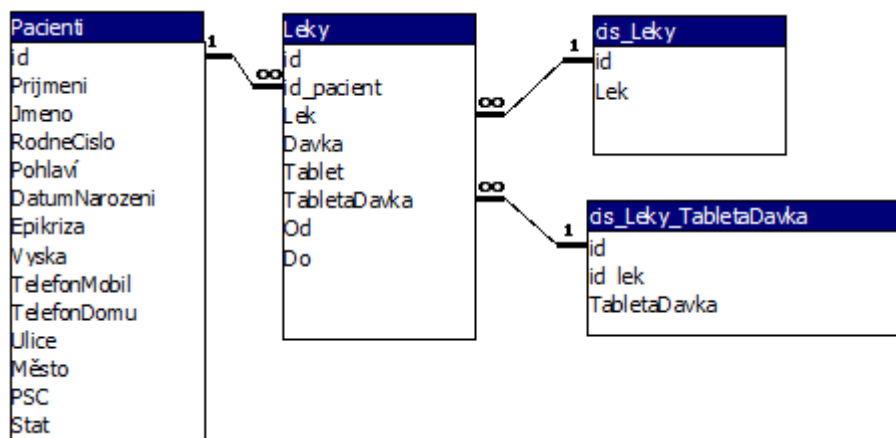 Pacienti
id
Prijmeni
Jmeno
RodneCislo
Pohlaví
DatumNarozeni
Epikriza
Vyska
TelefonMobil
TelefonDomu
Ulice
Město
PSC
Stat
1
∞
Leky
id
id_pacient
Lek
Davka
Tablet
TabletaDavka
Od
Do
∞
1
∞
1
cis_Leky
id
Lek
cis_Leky_TabletaDavka
id
id_lek
TabletaDavka